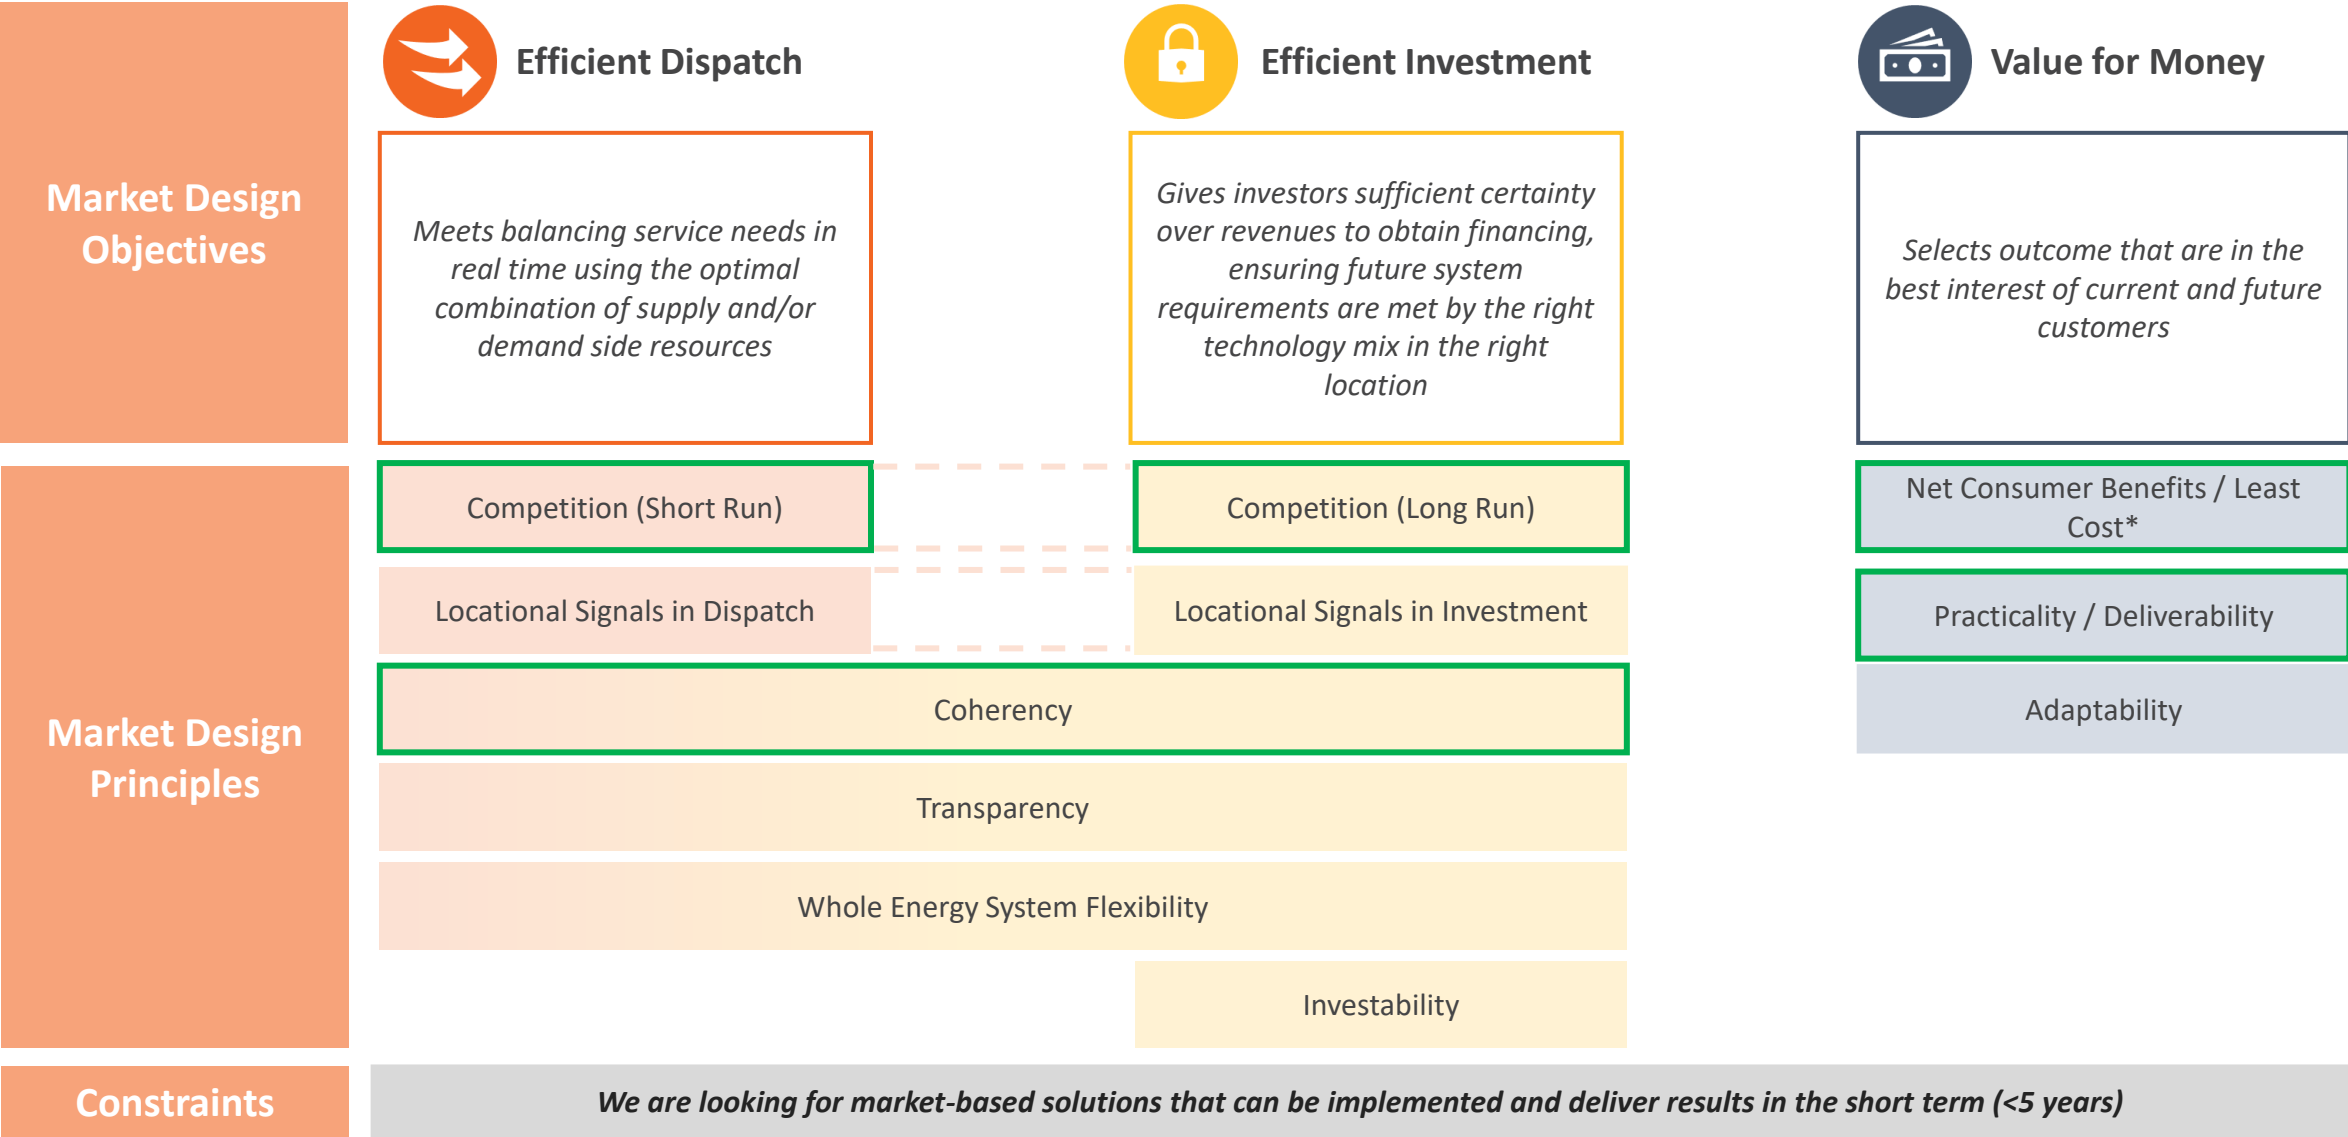 Market Design
Objectives
Efficient Dispatch
Meets balancing service needs in
real time using the optimal
combination of supply and/or
demand side resources
Efficient Investment
Gives investors sufficient certainty
over revenues to obtain financing,
ensuring future system
requirements are met by the right
technology mix in the right
location
Value for Money
Selects outcome that are in the
best interest of current and future
customers
Market Design
Principles
Competition (Short Run)
Competition (Long Run)
Net Consumer Benefits / Least
Cost*
Locational Signals in Dispatch
Locational Signals in Investment
Practicality / Deliverability
Coherency
Adaptability
Transparency
Whole Energy System Flexibility
Investability
Constraints
We are looking for market-based solutions that can be implemented and deliver results in the short term (<5 years)